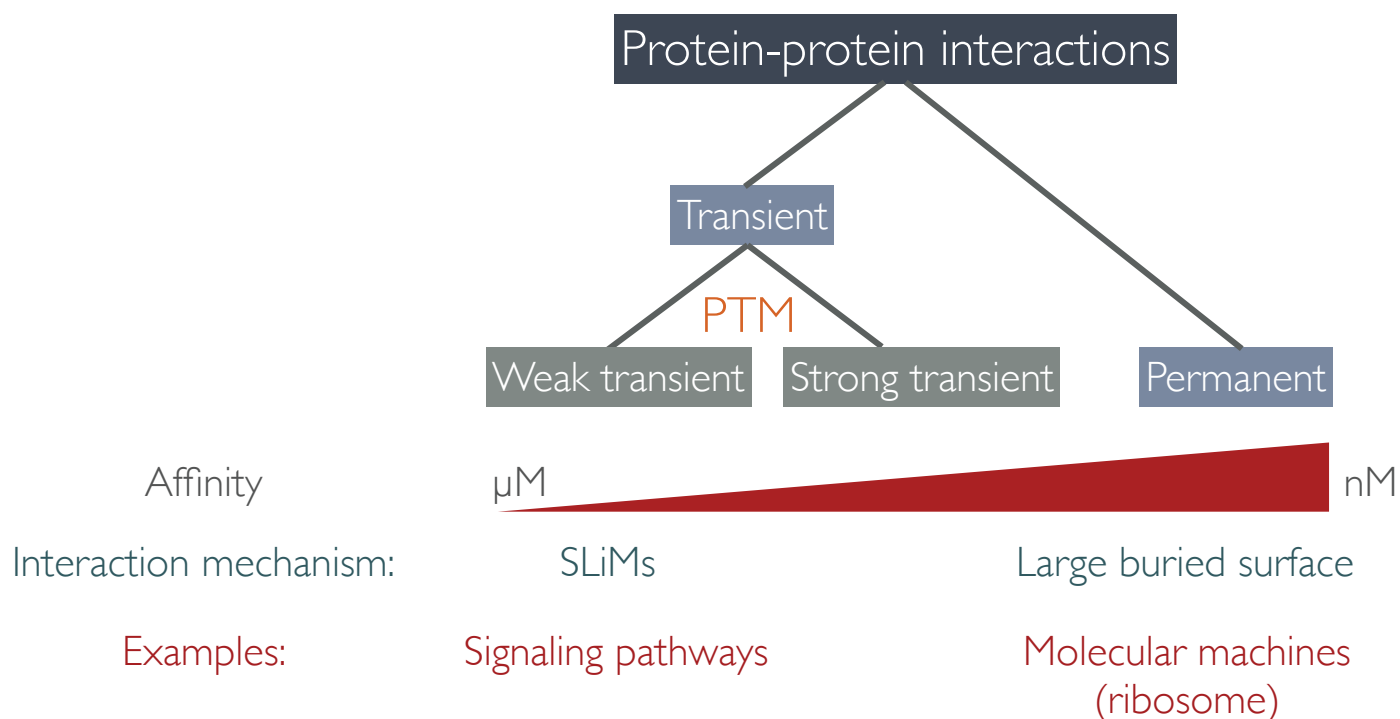 Protein-protein interactions
Transient
PTM
Weak transient
Strong transient
Permanent
Affinity
µM
nM
Interaction mechanism:
SLiMs
Large buried surface
Examples:
Signaling pathways
Molecular machines
(ribosome)